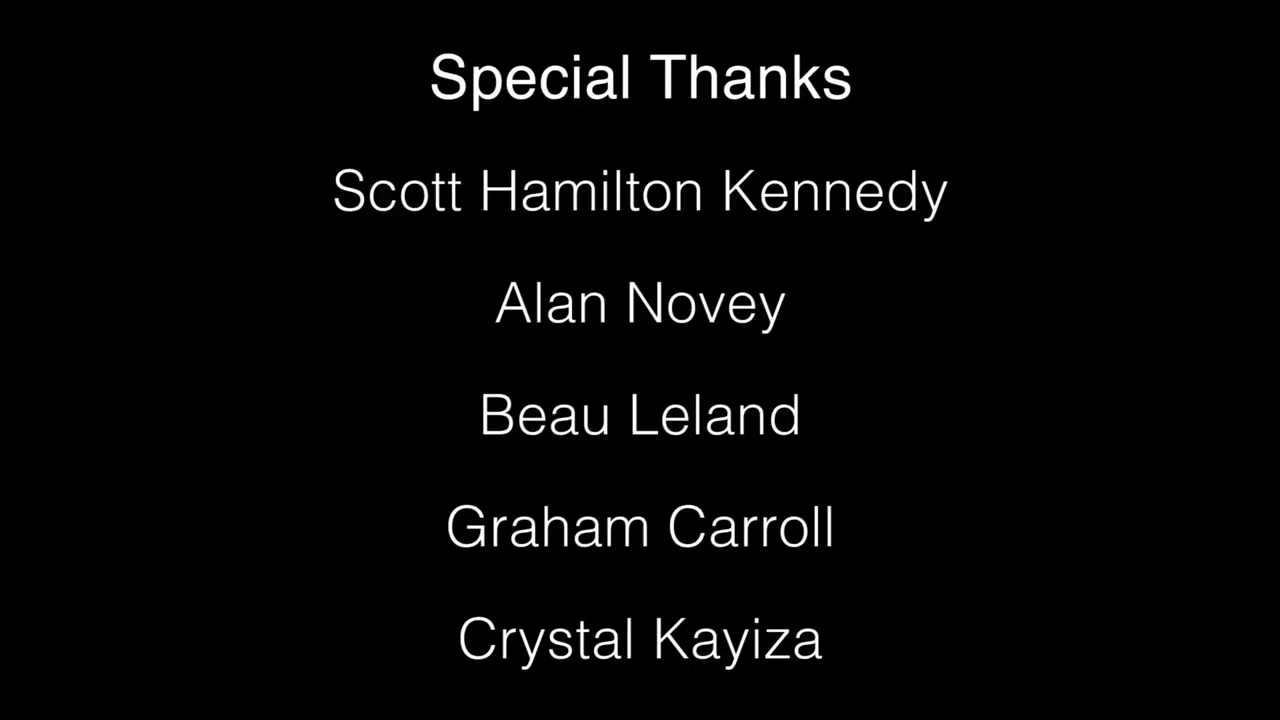 Special Thanks
Scott Hamilton Kennedy
Alan Novey
Beau Leland
Graham Carroll
Crystal Kayiza